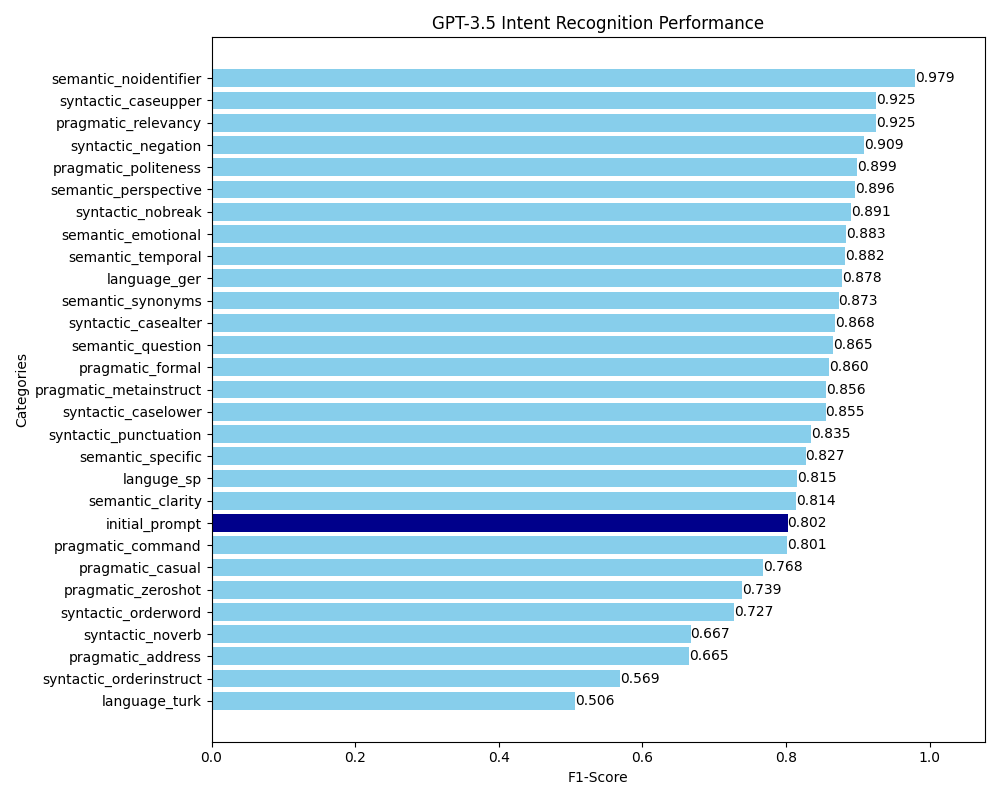 GPT-3.5 Intent Recognition Performance
Categories
semantic_noidentifier 0.979
syntactic_caseupper 0.925
pragmatic_relevancy 0.925
syntactic_negation 0.909
pragmatic_politeness 0.899
semantic_perspective 0.896
syntactic_nobreak 0.891
semantic_emotional 0.883
semantic_temporal 0.882
language_ger 0.878
semantic_synonyms 0.873
syntactic_casealter 0.868
semantic_question 0.865
pragmatic_formal 0.860
pragmatic_metainstruct 0.856
syntactic_caselower 0.855
syntactic_punctuation 0.835
semantic_specific 0.827
languge_sp 0.815
semantic_clarity 0.814
initial_prompt 0.802
pragmatic_command 0.801
pragmatic_casual 0.768
pragmatic_zeroshot 0.739
syntactic_orderword 0.727
syntactic_noverb 0.667
pragmatic_address 0.665
syntactic_orderinstruct 0.569
language_turk 0.506
0.0 0.2 0.4 0.6 0.8 1.0
F1-Score